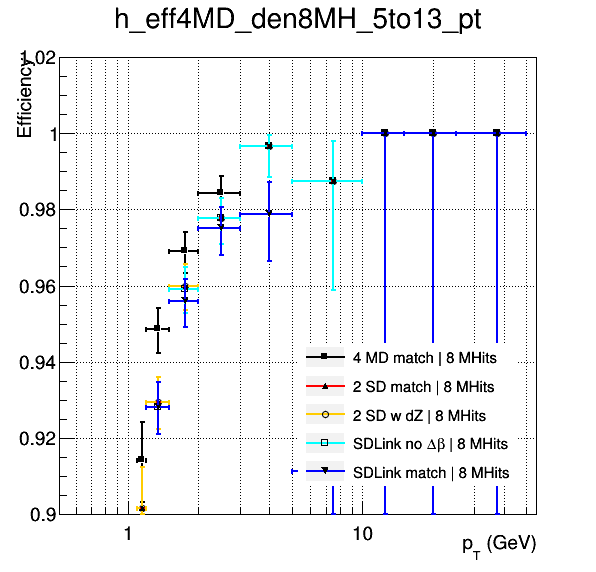 h_eff4MD_den8MH_5to13_pt
Efficiency
1.02
1
0.98
0.96
0.94
0.92
0.9
4 MD match | 8 MHits
2 SD match | 8 MHits
2 SD w dZ | 8 MHits
SDLink no Δβ | 8 MHits
SDLink match | 8 MHits
1
10
p_T (GeV)